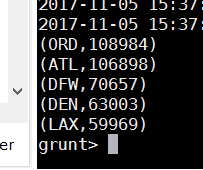 2017-11-05 15:37:
2017-11-05 15:37:
(ORD,108984)
(ATL,106898)
(DFW,70657)
(DEN,63003)
(LAX,59969)
er
grunt>